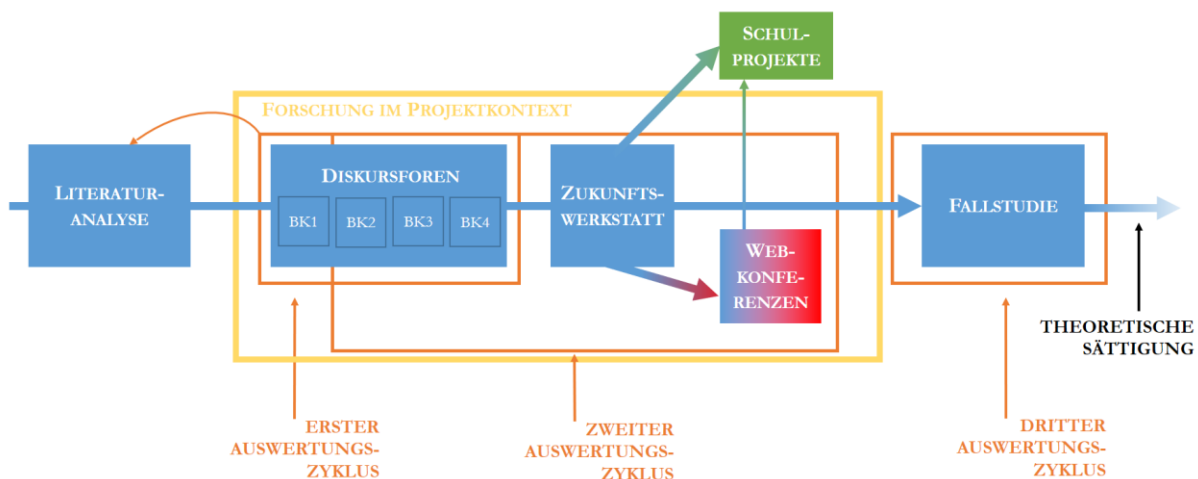 SCHUL-
PROJEKTE
FORSCHUNG IM PROJEKTKONTEXT
LITERATUR-
ANALYSE
DISKURSFOREN
BK1 BK2 BK3 BK4
ZUKUNFTS-
WERKSTATT
FALLSTUDIE
WEB-
KONFE-
RENZEN
THEORETISCHE
SÄTTIGUNG
ERSTER
AUSWERTUNGS-
ZYKLUS
ZWEITER
AUSWERTUNGS-
ZYKLUS
DRITTER
AUSWERTUNGS-
ZYKLUS